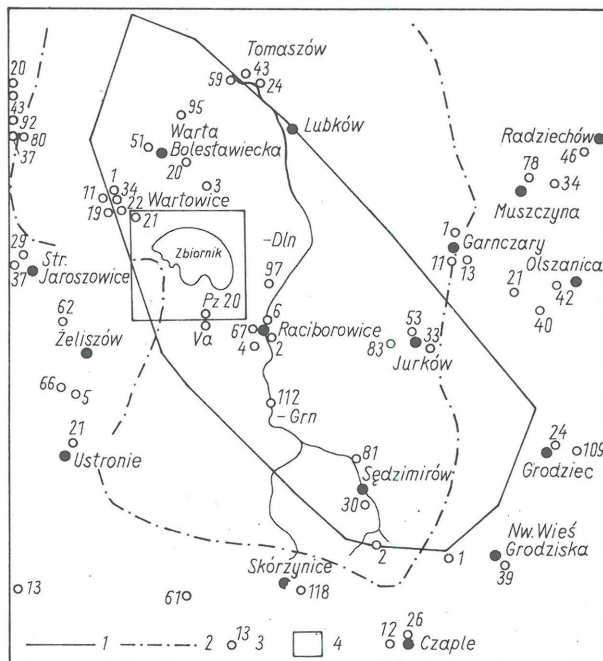 Tomaszów
43
59
24
20
43
92
80
37
95
Lubków
51
Warta
Bolesławiecka
20
Radziechów
46
78
34
Muszczyna
3
1
34
11
Wartowice
22
19
21
Zbiornik
-Dln
1
Garnczary
11
13
29
Str.
Jaroszowice
37
97
Olszanica
21
42
40
62
Pz 20
6
Va
67
Raciborowice
2
4
53
33
83
Jurków
Żeliszów
66
5
112
-Grn
21
Ustronie
81
24
109
Grodziec
Sędzimirów
30
2
1
Nw. Wieś
Grodziska
39
Skórzynice
118
13
61
1 2 13 3 4 12 26 Czaple